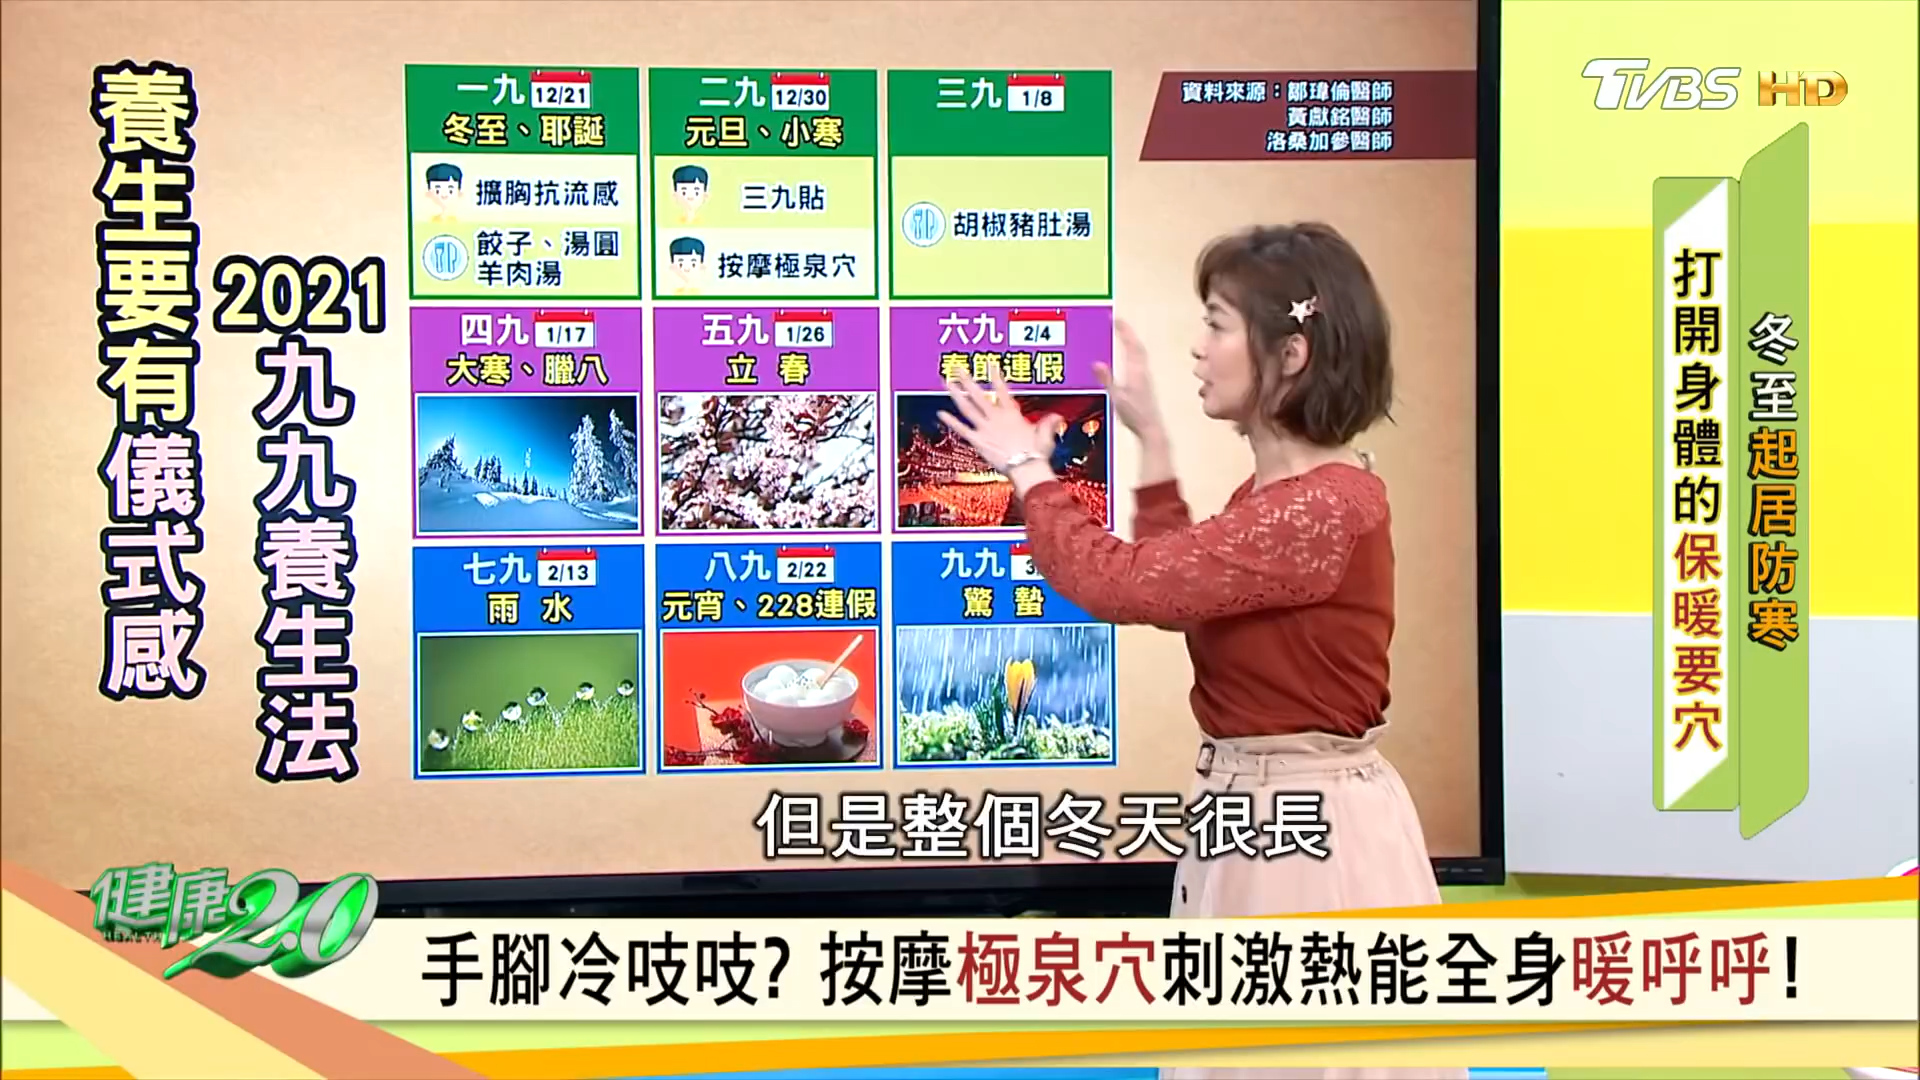 養生要有儀式感
2021
九九養生法
一九 12/21
冬至、耶誕
擴胸抗流感
餃子、湯圓
羊肉湯
二九 12/30
元旦、小寒
三九貼
按摩極泉穴
三九 1/8
胡椒豬肚湯
四九 1/17
大寒、臘八
五九 1/26
立 春
六九 2/4
春節連假
七九 2/13
雨 水
八九 2/22
元宵、228連假
九九
驚 蟄
資料來源：鄒瑋倫醫師
黃獻銘醫師
洛桑加參醫師
TVBS HD
冬至起居防寒
打開身體的保暖要穴
但是整個冬天很長
健康2.0
HEALTH
手腳冷吱吱? 按摩極泉穴刺激熱能全身暖呼呼!